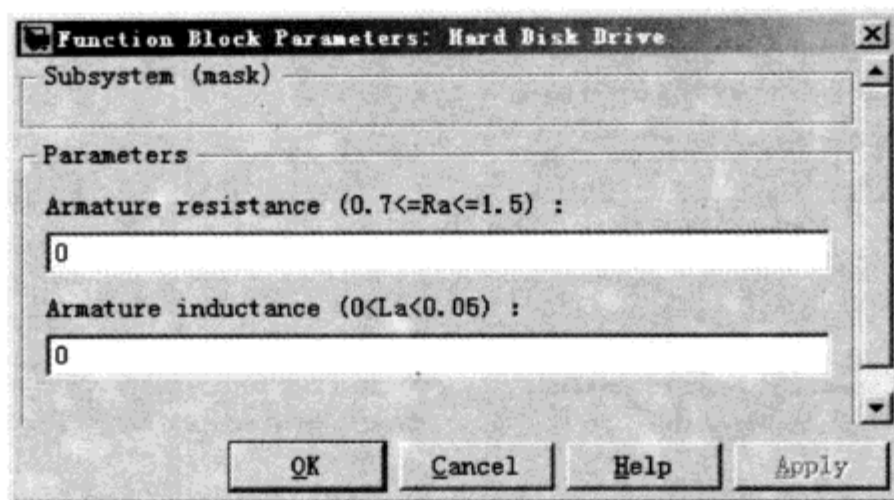 Function Block Parameters: Hard Disk Drive
Subsystem (mask)
Parameters
Armature resistance (0.7<=Ra<=1.5) :
0
Armature inductance (0<La<0.05) :
0
OK Cancel Help Apply